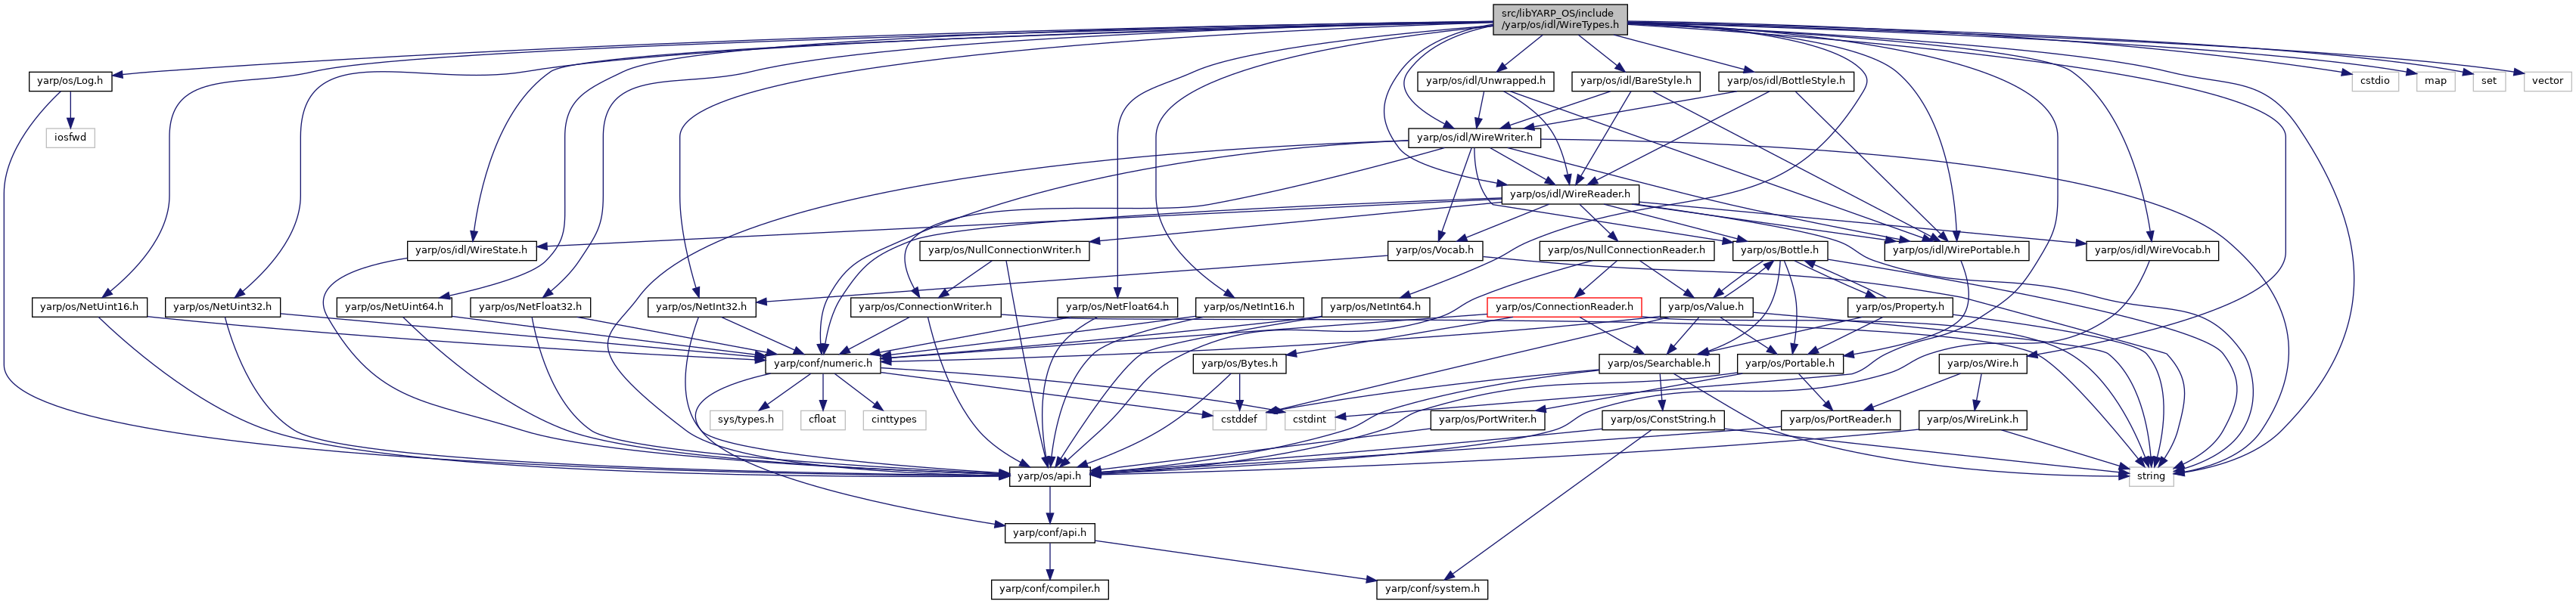 src/libYARP_OS/include
/yarp/os/idl/WireTypes.h
yarp/os/Log.h
yarp/os/idl/Unwrapped.h
yarp/os/idl/BareStyle.h
yarp/os/idl/BottleStyle.h
cstdio
map
set
vector
iosfwd
yarp/os/idl/WireWriter.h
yarp/os/idl/WireReader.h
yarp/os/idl/WireState.h
yarp/os/NullConnectionWriter.h
yarp/os/Vocab.h
yarp/os/NullConnectionReader.h
yarp/os/Bottle.h
yarp/os/idl/WirePortable.h
yarp/os/idl/WireVocab.h
yarp/os/NetUint16.h
yarp/os/NetUint32.h
yarp/os/NetUint64.h
yarp/os/NetFloat32.h
yarp/os/NetInt32.h
yarp/os/ConnectionWriter.h
yarp/os/NetFloat64.h
yarp/os/NetInt16.h
yarp/os/NetInt64.h
yarp/os/ConnectionReader.h
yarp/os/Value.h
yarp/os/Property.h
yarp/conf/numeric.h
yarp/os/Bytes.h
yarp/os/Searchable.h
yarp/os/Portable.h
yarp/os/Wire.h
sys/types.h
cfloat
cinttypes
cstddef
cstdint
yarp/os/PortWriter.h
yarp/os/ConstString.h
yarp/os/PortReader.h
yarp/os/WireLink.h
yarp/os/api.h
string
yarp/conf/api.h
yarp/conf/compiler.h
yarp/conf/system.h